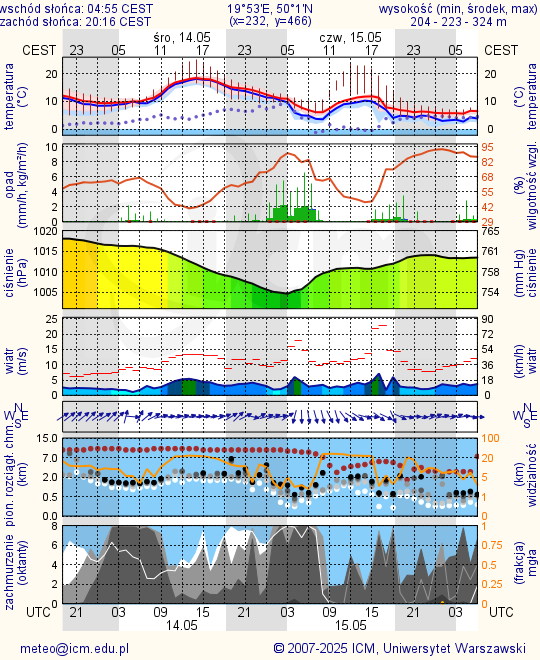 wschód słońca: 04:55 CEST 19°53'E, 50°1'N wysokość (min, środek, max)
zachód słońca: 20:16 CEST (x=232, y=466) 204 - 223 - 324 m
śro, 14.05 czw, 15.05
CEST 23 05 11 17 23 05 11 17 23 05 CEST
temperatura (°C)
20
10
0
temperatura (°C)
20
10
0
opad (mm/h, kg/m²/h)
10
8
6
4
2
0
95
82
68
55
42
29
(%) wilgotność wzgl.
ciśnienie (hPa)
1020
1015
1010
1005
765
761
758
754
(mm Hg) ciśnienie
wiatr (m/s)
25
20
15
10
5
0
90
72
54
36
18
0
(km/h) wiatr
N
W E
S
N
W E
S
pion. rozciągł. chm. (km)
15.0
7.0
2.0
0.5
0.0
100
20
5
1
0
(km) widzialność
zachmurzenie (oktanty)
8
6
4
2
0
1
0.75
0.5
0.25
0
(frakcja) mgła
UTC 21 03 09 15 21 03 09 15 21 03 UTC
14.05 15.05
meteo@icm.edu.pl © 2007-2025 ICM, Uniwersytet Warszawski